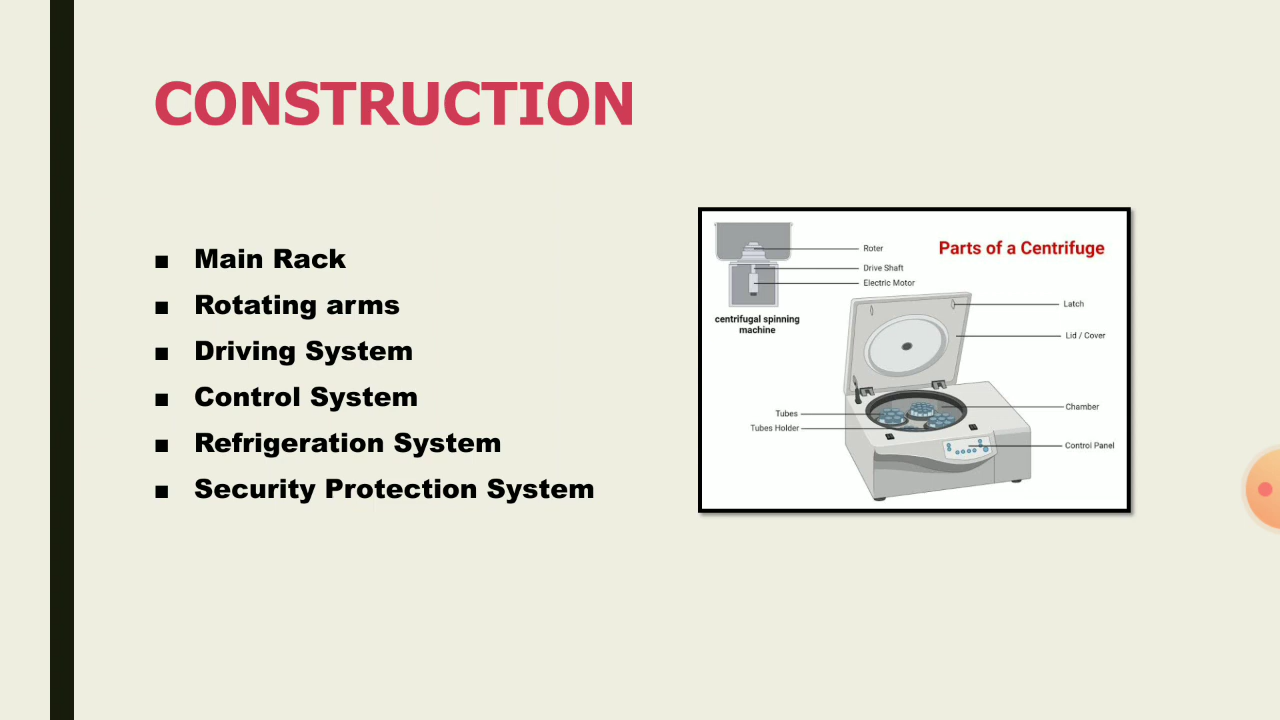 CONSTRUCTION
■ Main Rack
■ Rotating arms
■ Driving System
■ Control System
■ Refrigeration System
■ Security Protection System
Parts of a Centrifuge
Roter
Drive Shaft
Electric Motor
centrifugal spinning
machine
Latch
Lid / Cover
Tubes
Tubes Holder
Chamber
Control Panel